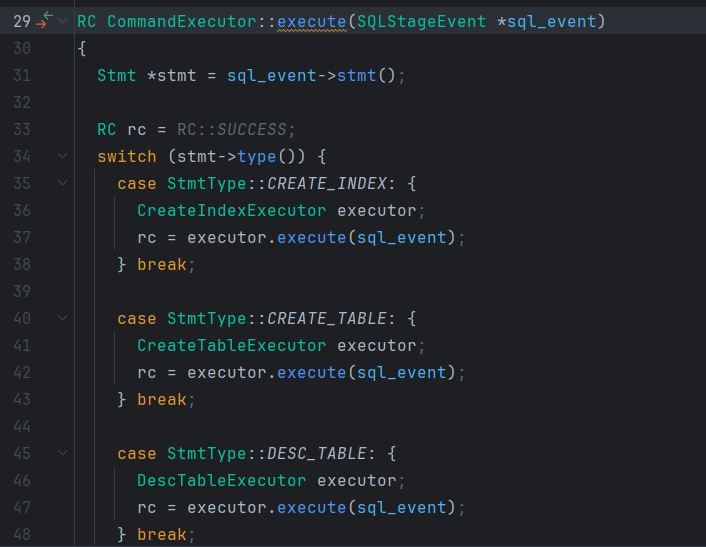 29 RC CommandExecutor::execute(SQLStageEvent *sql_event)
30 {
31   Stmt *stmt = sql_event->stmt();
32
33   RC rc = RC::SUCCESS;
34   switch (stmt->type()) {
35     case StmtType::CREATE_INDEX: {
36       CreateIndexExecutor executor;
37       rc = executor.execute(sql_event);
38     } break;
39
40     case StmtType::CREATE_TABLE: {
41       CreateTableExecutor executor;
42       rc = executor.execute(sql_event);
43     } break;
44
45     case StmtType::DESC_TABLE: {
46       DescTableExecutor executor;
47       rc = executor.execute(sql_event);
48     } break;